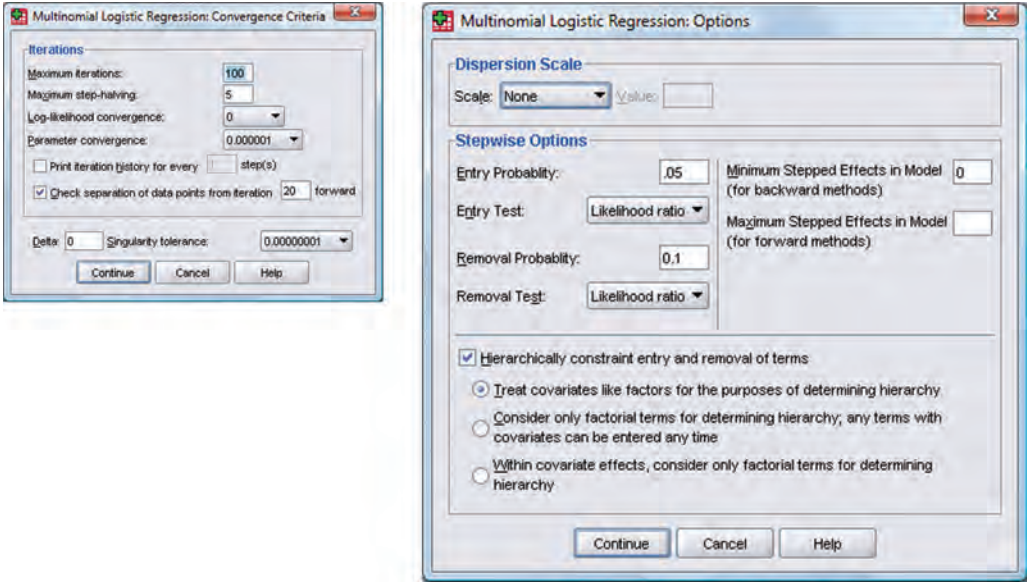 Multinomial Logistic Regression: Convergence Criteria
Iterations
Maximum iterations: 100
Maximum step-halving: 5
Log-likelihood convergence: 0
Parameter convergence: 0.000001
Print iteration history for every 1 step(s)
Check separation of data points from iteration 20 forward
Delta: 0 Singularity tolerance: 0.00000001
Continue Cancel Help
Multinomial Logistic Regression: Options
Dispersion Scale
Scale: None Value:
Stepwise Options
Entry Probablity: .05
Entry Test: Likelihood ratio
Removal Probablity: 0.1
Removal Test: Likelihood ratio
Minimum Stepped Effects in Model 0
(for backward methods)
Maximum Stepped Effects in Model
(for forward methods)
Hierarchically constraint entry and removal of terms
Treat covariates like factors for the purposes of determining hierarchy
Consider only factorial terms for determining hierarchy; any terms with
covariates can be entered any time
Within covariate effects, consider only factorial terms for determining
hierarchy
Continue Cancel Help